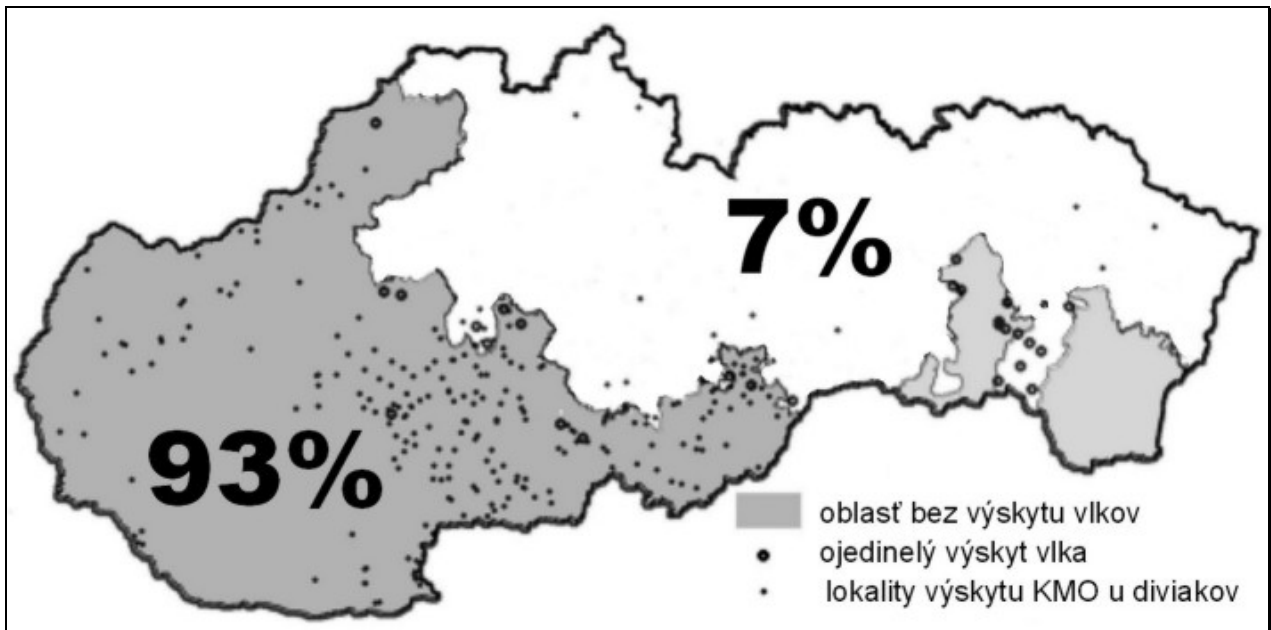 7%
93%
oblasť bez výskytu vlkov
ojedinelý výskyt vlka
lokality výskytu KMO u diviakov